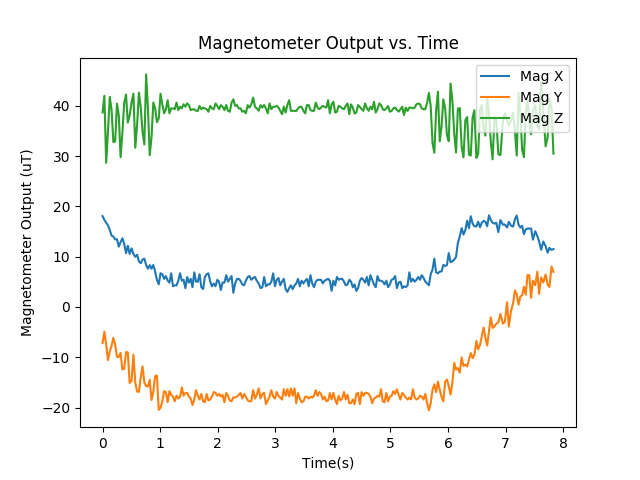 Magnetometer Output vs. Time
Magnetometer Output (uT)
40
30
20
10
0
−10
−20
Mag X
Mag Y
Mag Z
0 1 2 3 4 5 6 7 8
Time(s)